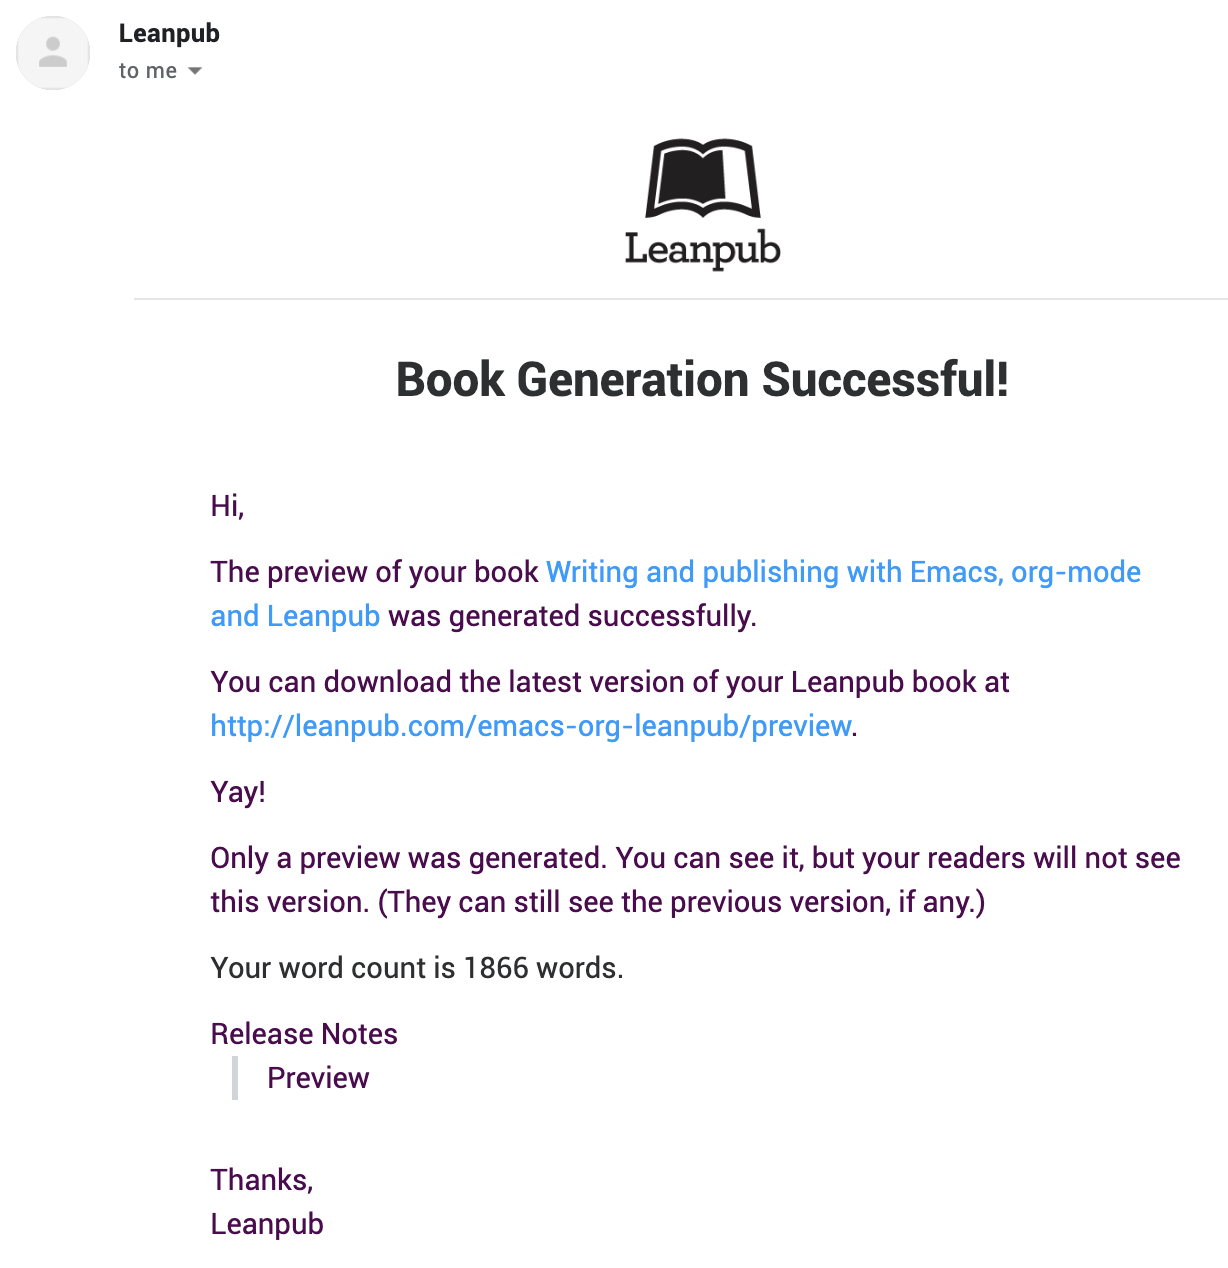 Leanpub
to me
Leanpub
Book Generation Successful!
Hi,
The preview of your book Writing and publishing with Emacs, org-mode
and Leanpub was generated successfully.
You can download the latest version of your Leanpub book at
http://leanpub.com/emacs-org-leanpub/preview.
Yay!
Only a preview was generated. You can see it, but your readers will not see
this version. (They can still see the previous version, if any.)
Your word count is 1866 words.
Release Notes
Preview
Thanks,
Leanpub